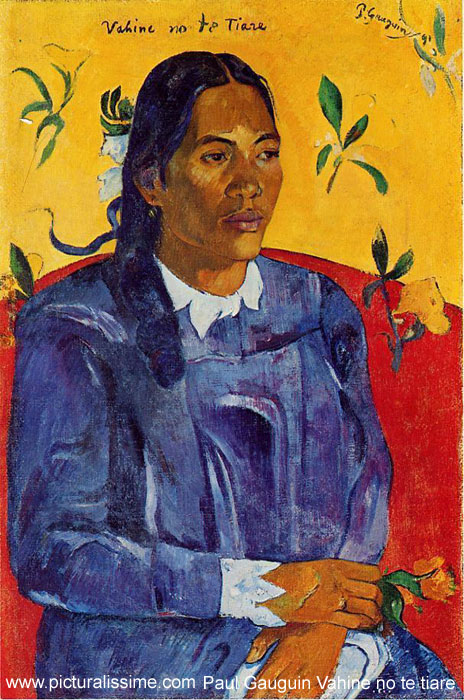 Vahine no te Tiare
P. Gauguin 91
www.picturalissime.com Paul Gauguin Vahine no te tiare